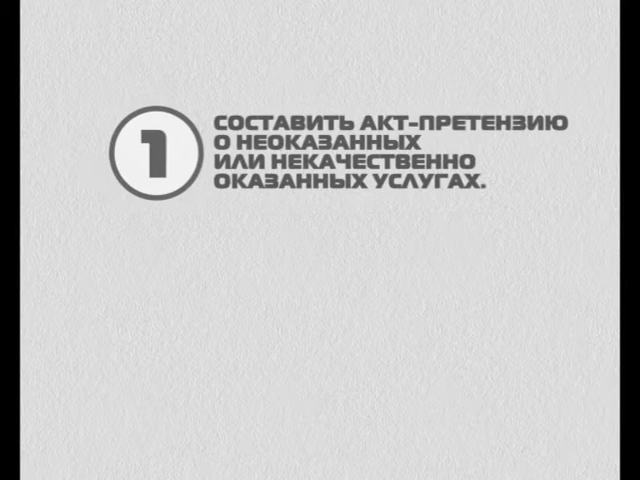 1
СОСТАВИТЬ АКТ-ПРЕТЕНЗИЮ
О НЕОКАЗАННЫХ
ИЛИ НЕКАЧЕСТВЕННО
ОКАЗАННЫХ УСЛУГАХ.